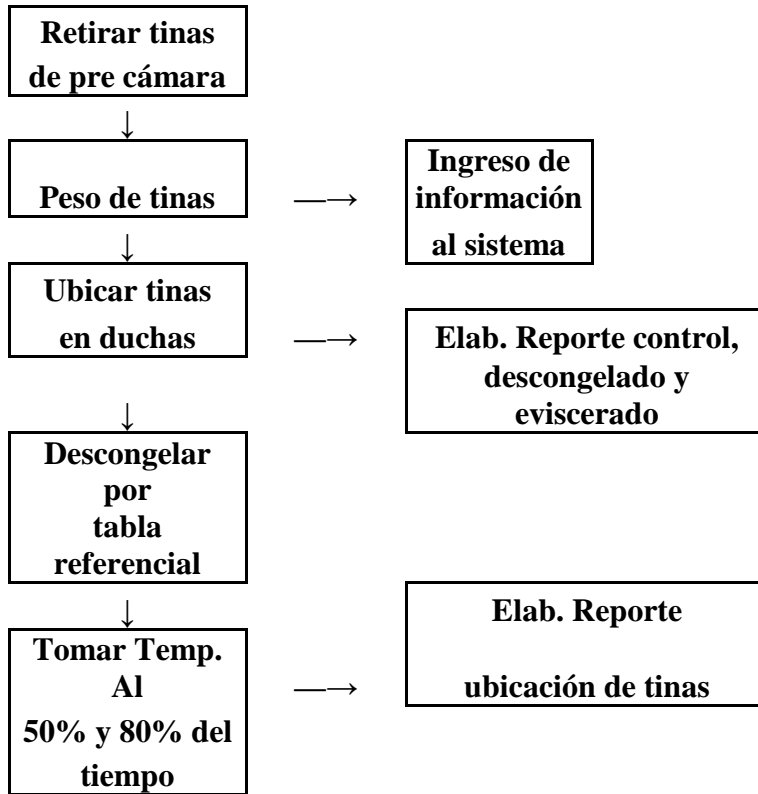 Retirar tinas
de pre cámara
↓
Peso de tinas
—→
Ingreso de
información
al sistema
↓
Ubicar tinas
en duchas
—→
Elab. Reporte control,
descongelado y
eviscerado
↓
Descongelar
por
tabla
referencial
↓
Tomar Temp.
Al
50% y 80% del
tiempo
—→
Elab. Reporte
ubicación de tinas